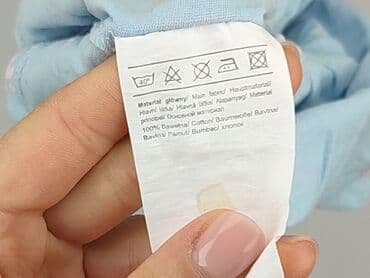 40°
Materiał główny/ Main fabric/ Hauptmaterial/
Hlavní látka/ Hlavná látka/ Alapanyag/ Material
principal/ Основной материал
100% Bawełna/ Cotton/ Baumwolle/ Bavlna/
Bavlna/ Pamut/ Bumbac/ хлопок